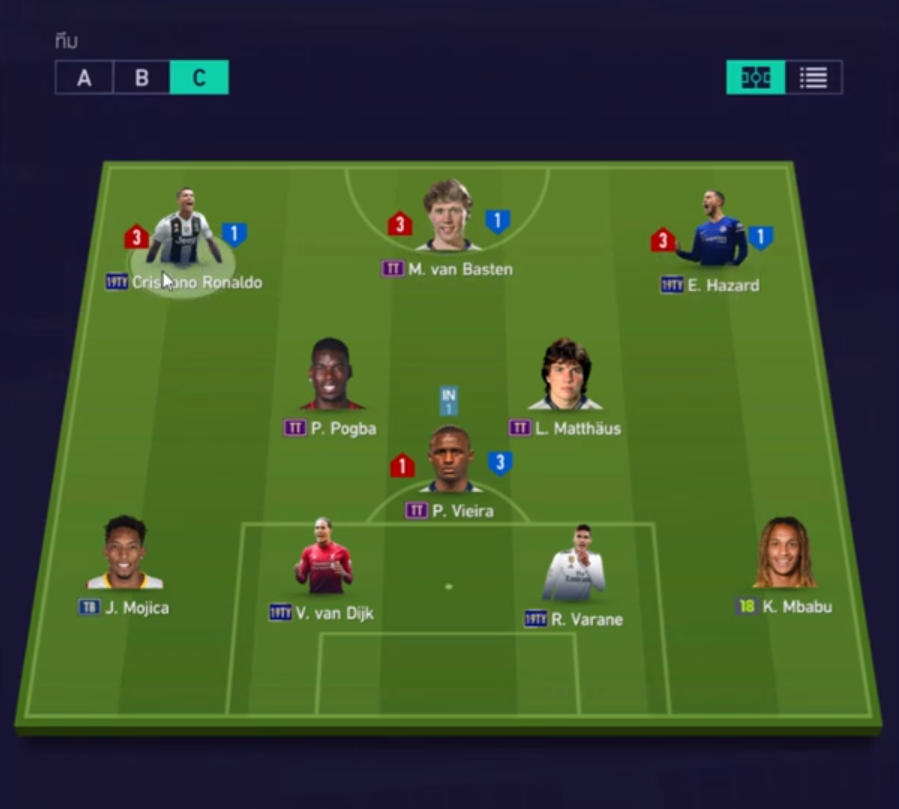 ทีม
A B C
3 1
3 1
3 1
TT M. van Basten
19TY Cristiano Ronaldo
19TY E. Hazard
IN
1
TT P. Pogba
TT L. Matthäus
1 3
TT P. Vieira
TB J. Mojica
19TY V. van Dijk
19TY R. Varane
18 K. Mbabu